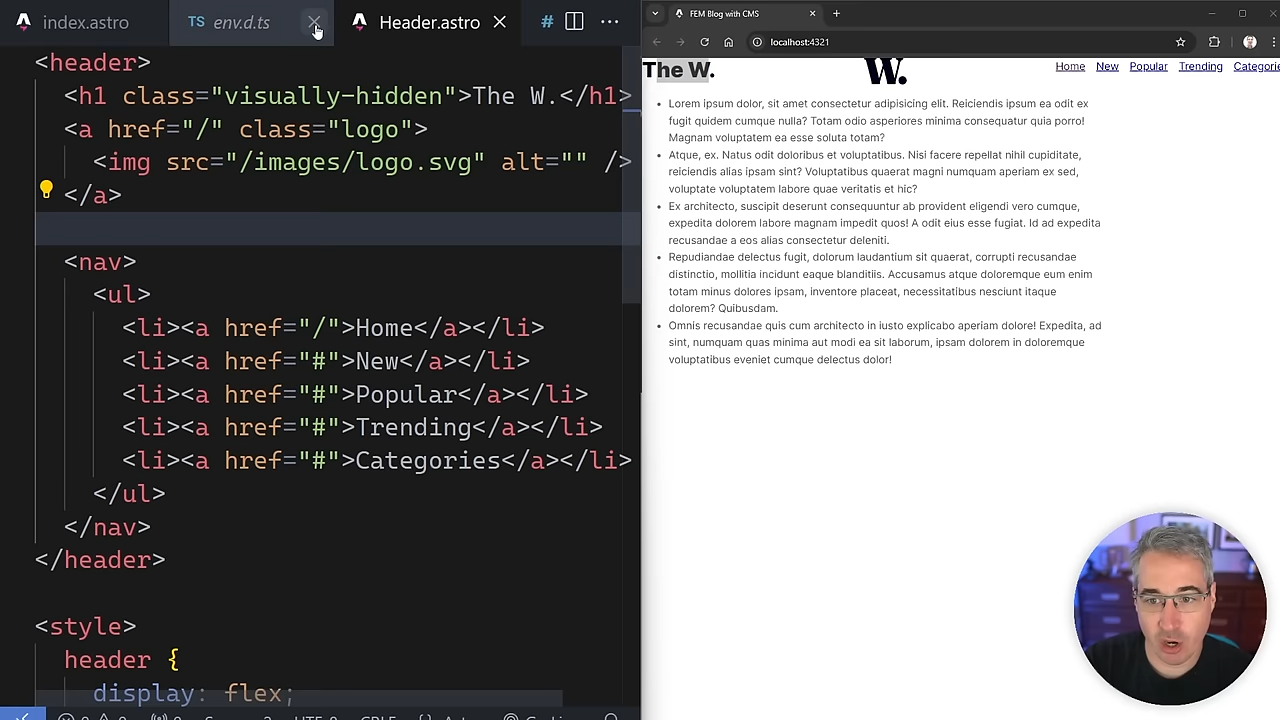 index.astro
TS env.d.ts
Header.astro
<header>
<h1 class="visually-hidden">The W.</h1>
<a href="/" class="logo">
<img src="/images/logo.svg" alt="" />
</a>
<nav>
<ul>
<li><a href="/">Home</a></li>
<li><a href="#">New</a></li>
<li><a href="#">Popular</a></li>
<li><a href="#">Trending</a></li>
<li><a href="#">Categories</a></li>
</ul>
</nav>
</header>
<style>
header {
display: flex;
FEM Blog with CMS
localhost:4321
The W.
W.
Home New Popular Trending
Lorem ipsum dolor, sit amet consectetur adipisicing elit. Reiciendis ipsum ea odit ex
fugit quidem cumque nulla? Totam odio asperiores minima consequatur quia porro!
Magnam voluptatem ea esse soluta totam?
Atque, ex. Natus odit doloribus et voluptatibus. Nisi facere repellat nihil cupiditate,
reiciendis alias ipsam sint? Voluptatibus quaerat magni numquam aperiam ex sed,
voluptate voluptatem labore quae veritatis et hic?
Ex architecto, suscipit deserunt consequuntur ab provident eligendi vero cumque,
expedita dolorem labore magnam impedit quos! A odit eius esse fugiat. Id ad expedita
recusandae a eos alias consectetur deleniti.
Repudiandae delectus fugit, dolorum laudantium sit quaerat, corrupti recusandae
distinctio, mollitia incidunt eaque blanditiis. Accusamus atque doloremque eum enim
totam minus dolores ipsam, inventore placeat, necessitatibus nesciunt itaque
dolorem? Quibusdam.
Omnis recusandae quis cum architecto in iusto explicabo aperiam dolore! Expedita, ad
sint, numquam quas minima aut modi ea sit laborum, ipsam dolorem in doloremque
voluptatibus eveniet cumque delectus dolor!